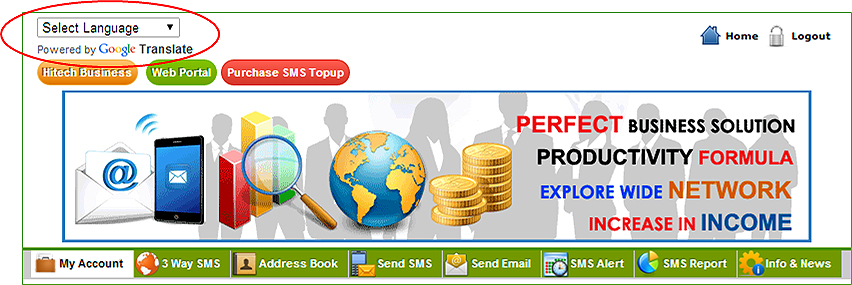 Select Language
Powered by Google Translate
Home Logout
Hitech Business Web Portal Purchase SMS Topup
@
PERFECT BUSINESS SOLUTION
PRODUCTIVITY FORMULA
EXPLORE WIDE NETWORK
INCREASE IN INCOME
My Account 3 Way SMS Address Book Send SMS Send Email SMS Alert SMS Report Info & News